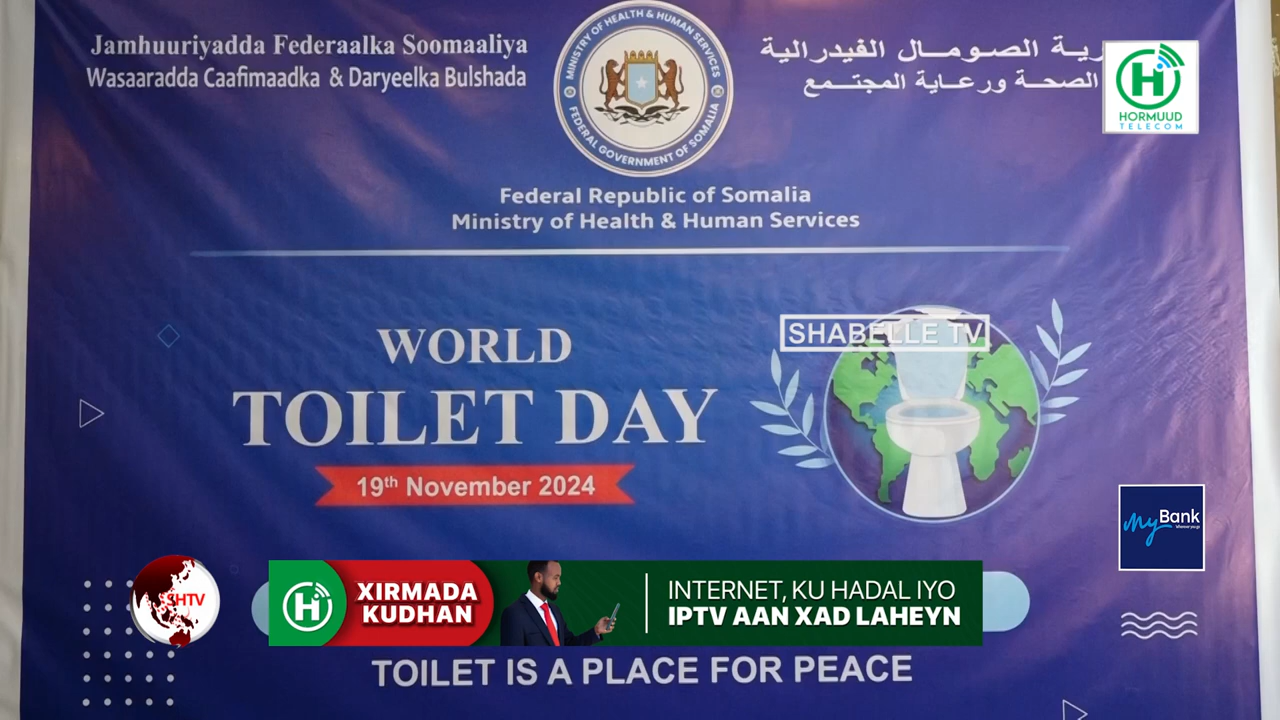 Jamhuuriyadda Federaalka Soomaaliya
Wasaaradda Caafimaadka & Daryeelka Bulshada
MINISTRY OF HEALTH & HUMAN SERVICES
FEDERAL GOVERNMENT OF SOMALIA
الصومال الفيدرالية
الصحة ورعاية المجتمع
HORMUUD
TELECOM
Federal Republic of Somalia
Ministry of Health & Human Services
WORLD
TOILET DAY
19th November 2024
SHABELLE TV
MyBank
SHTV
XIRMADA
KUDHAN
INTERNET, KU HADAL IYO
IPTV AAN XAD LAHEYN
TOILET IS A PLACE FOR PEACE